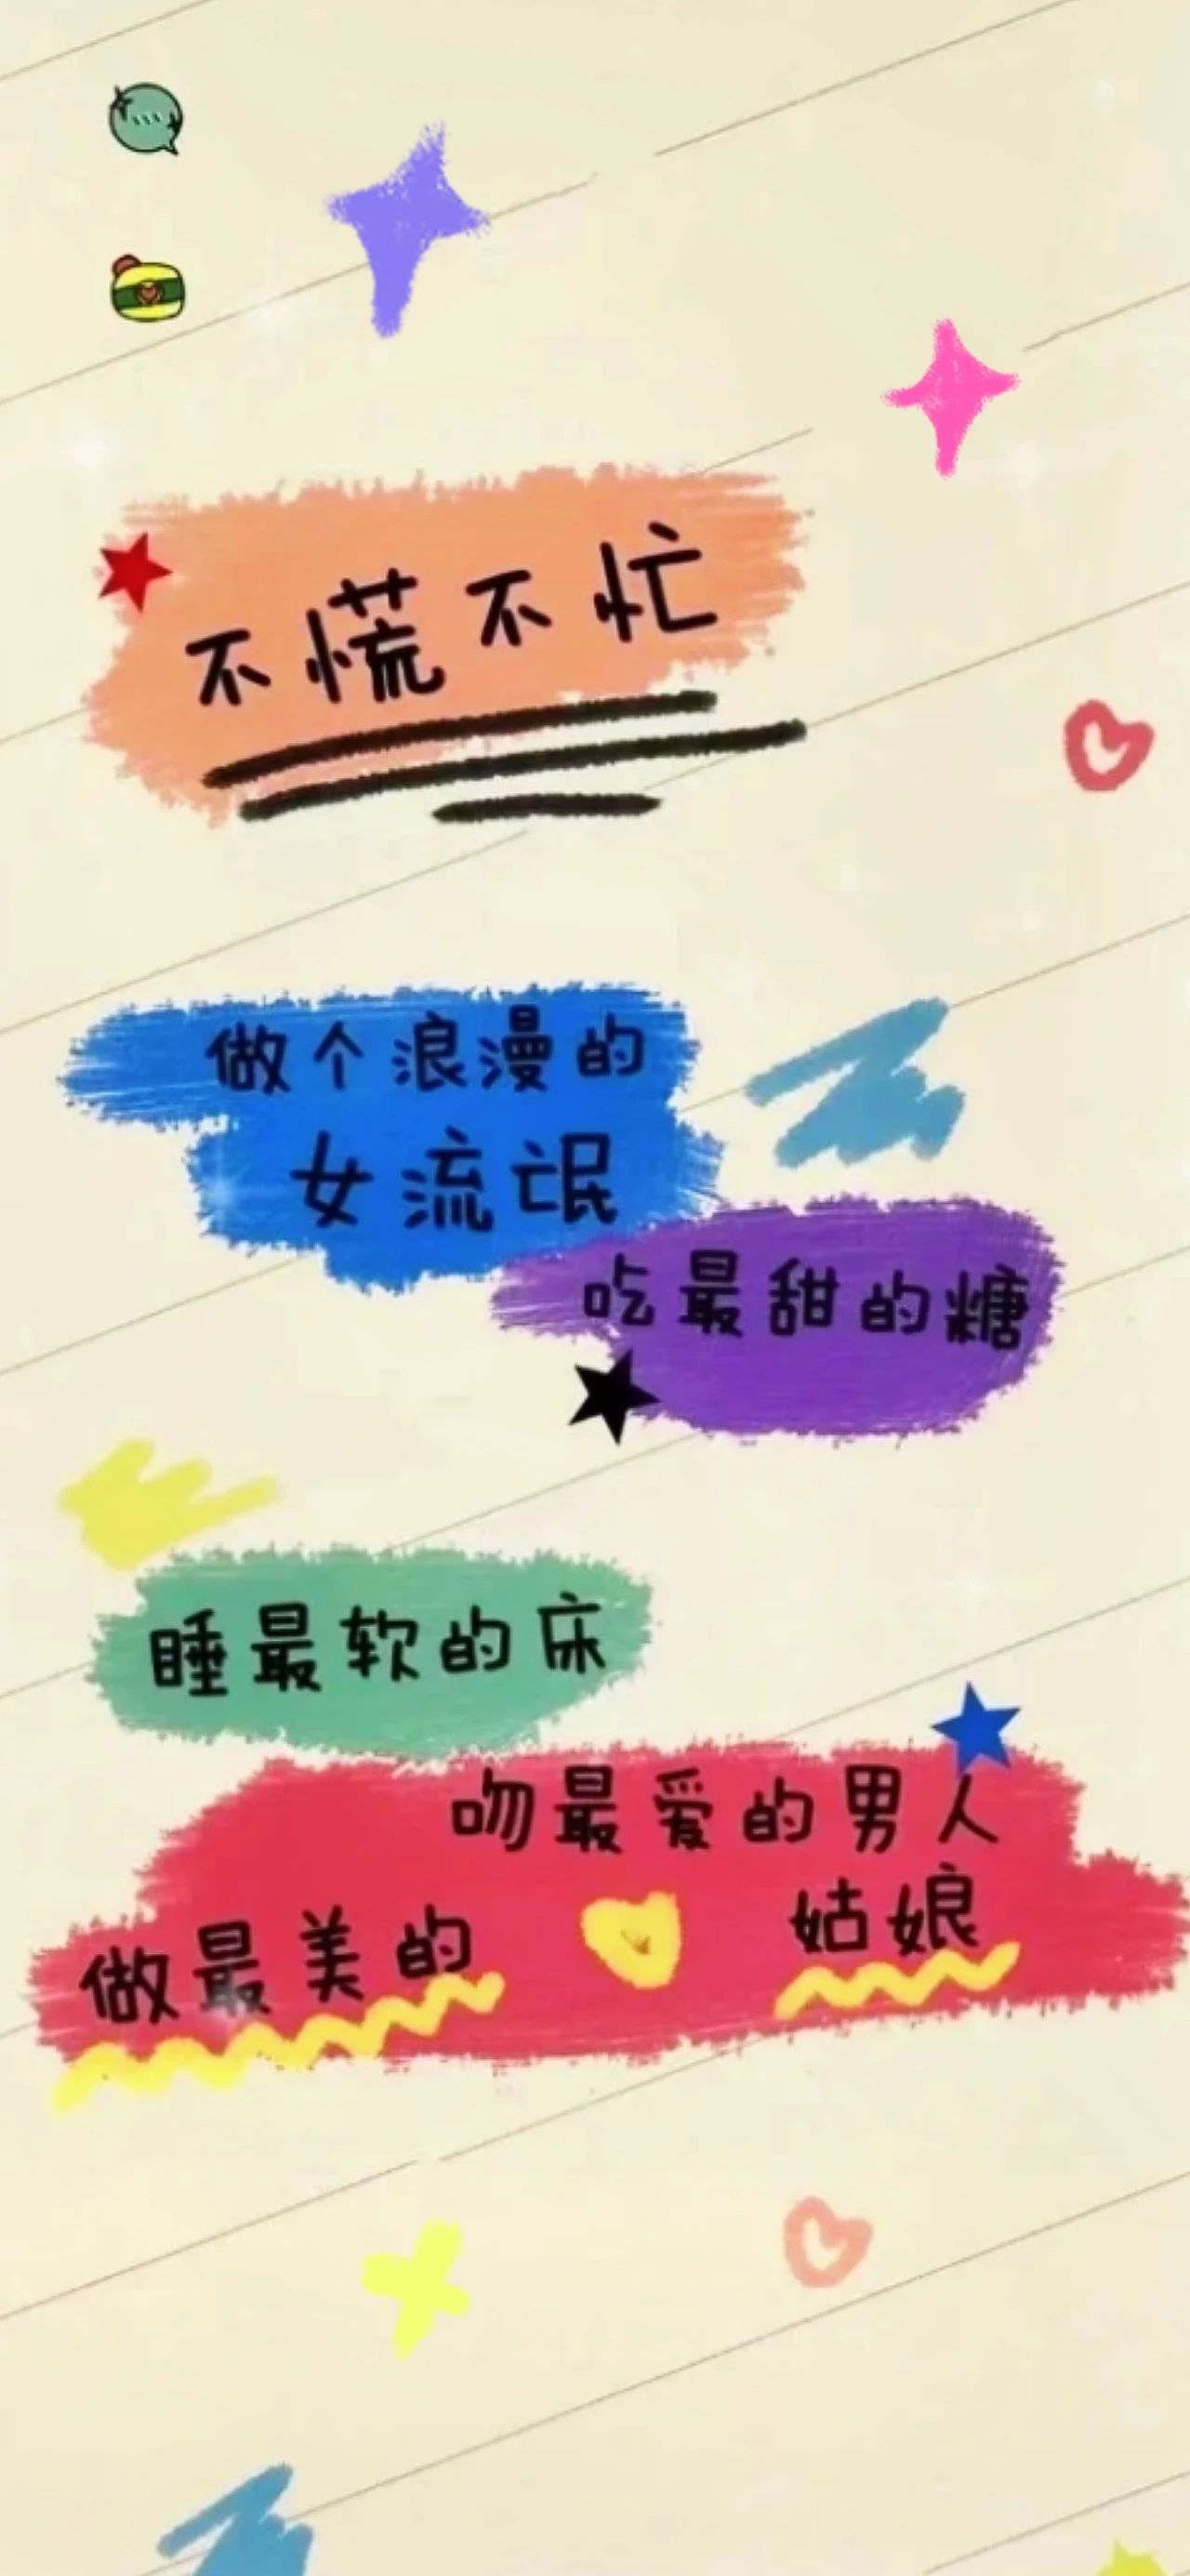 不慌不忙
做个浪漫的
女流氓
吃最甜的糖
睡最软的床
吻最爱的男人
做最美的 姑娘